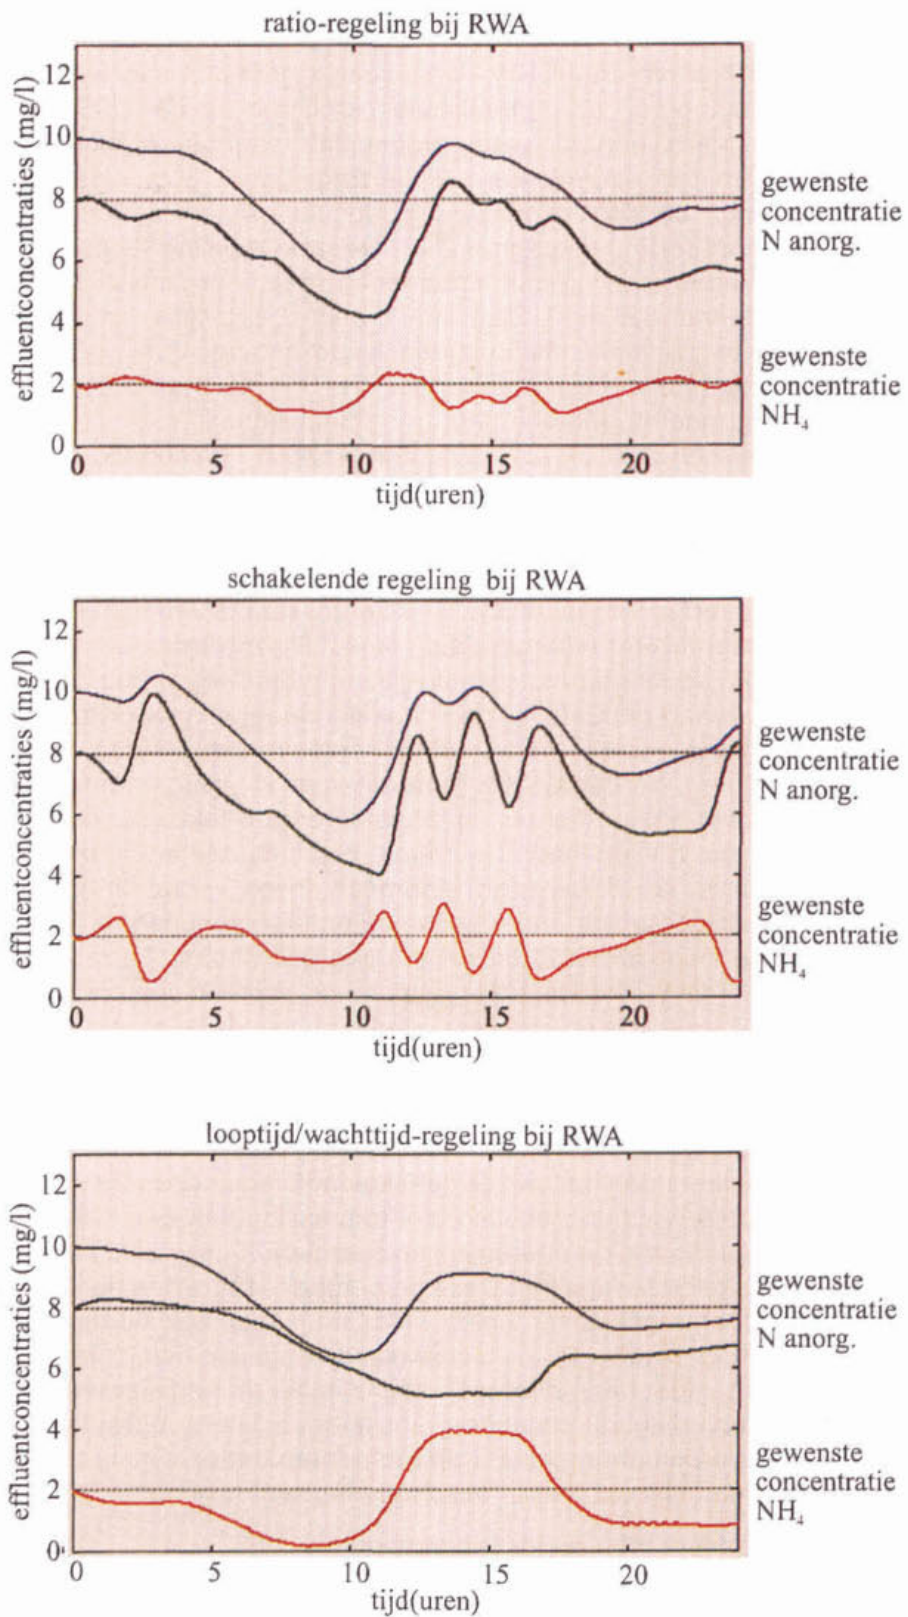 ratio-regeling bij RWA
effluentconcentraties (mg/l)
12
10
8
6
4
2
0
0
5
10
15
20
tijd(uren)
gewenste
concentratie
N anorg.
gewenste
concentratie
NH₄
schakelende regeling bij RWA
effluentconcentraties (mg/l)
12
10
8
6
4
2
0
0
5
10
15
20
tijd(uren)
gewenste
concentratie
N anorg.
gewenste
concentratie
NH₄
looptijd/wachttijd-regeling bij RWA
effluentconcentraties (mg/l)
12
10
8
6
4
2
0
0
5
10
15
20
tijd(uren)
gewenste
concentratie
N anorg.
gewenste
concentratie
NH₄